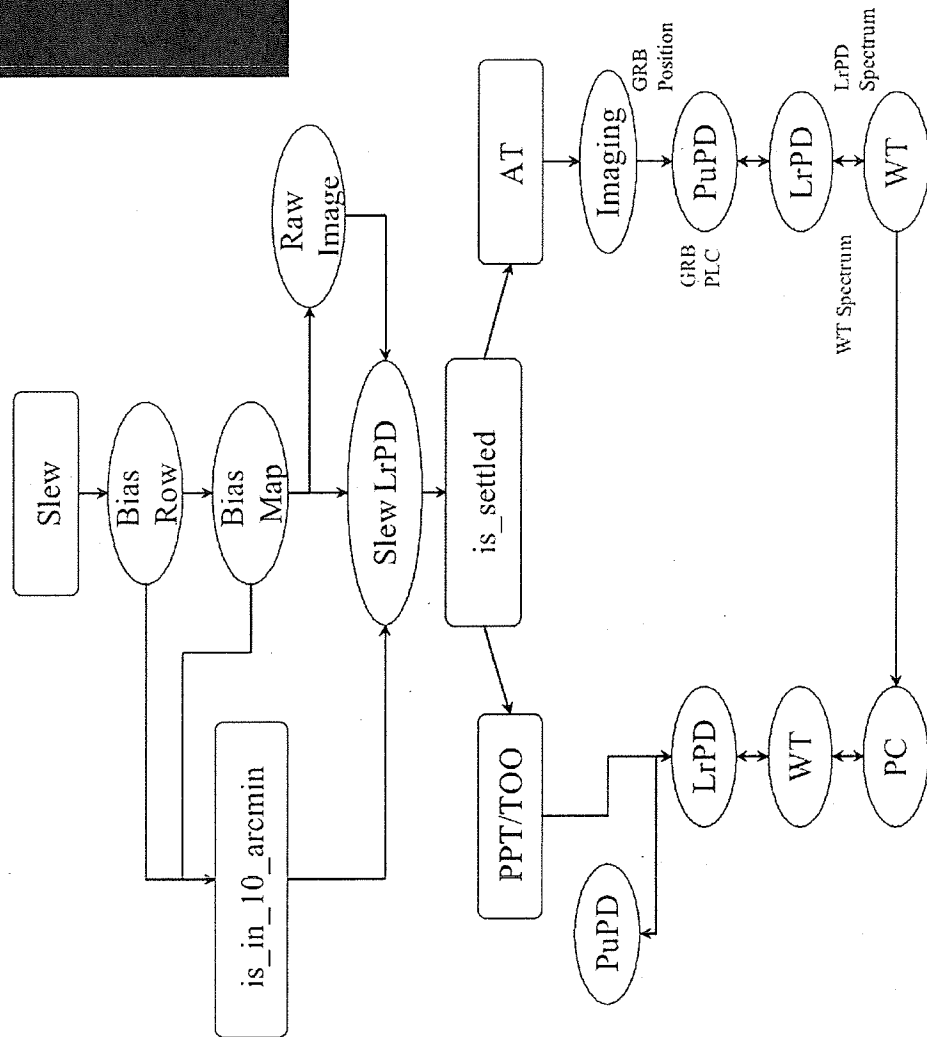 Slew
Bias
Row
Bias
Map
Raw
Image
is_in_10_arcmin
Slew LrPD
is_settled
PPT/TOO
AT
PuPD
LrPD
WT
PC
Imaging
GRB
Position
PuPD
GRB
PLC
LrPD
LrPD
Spectrum
WT
WT Spectrum